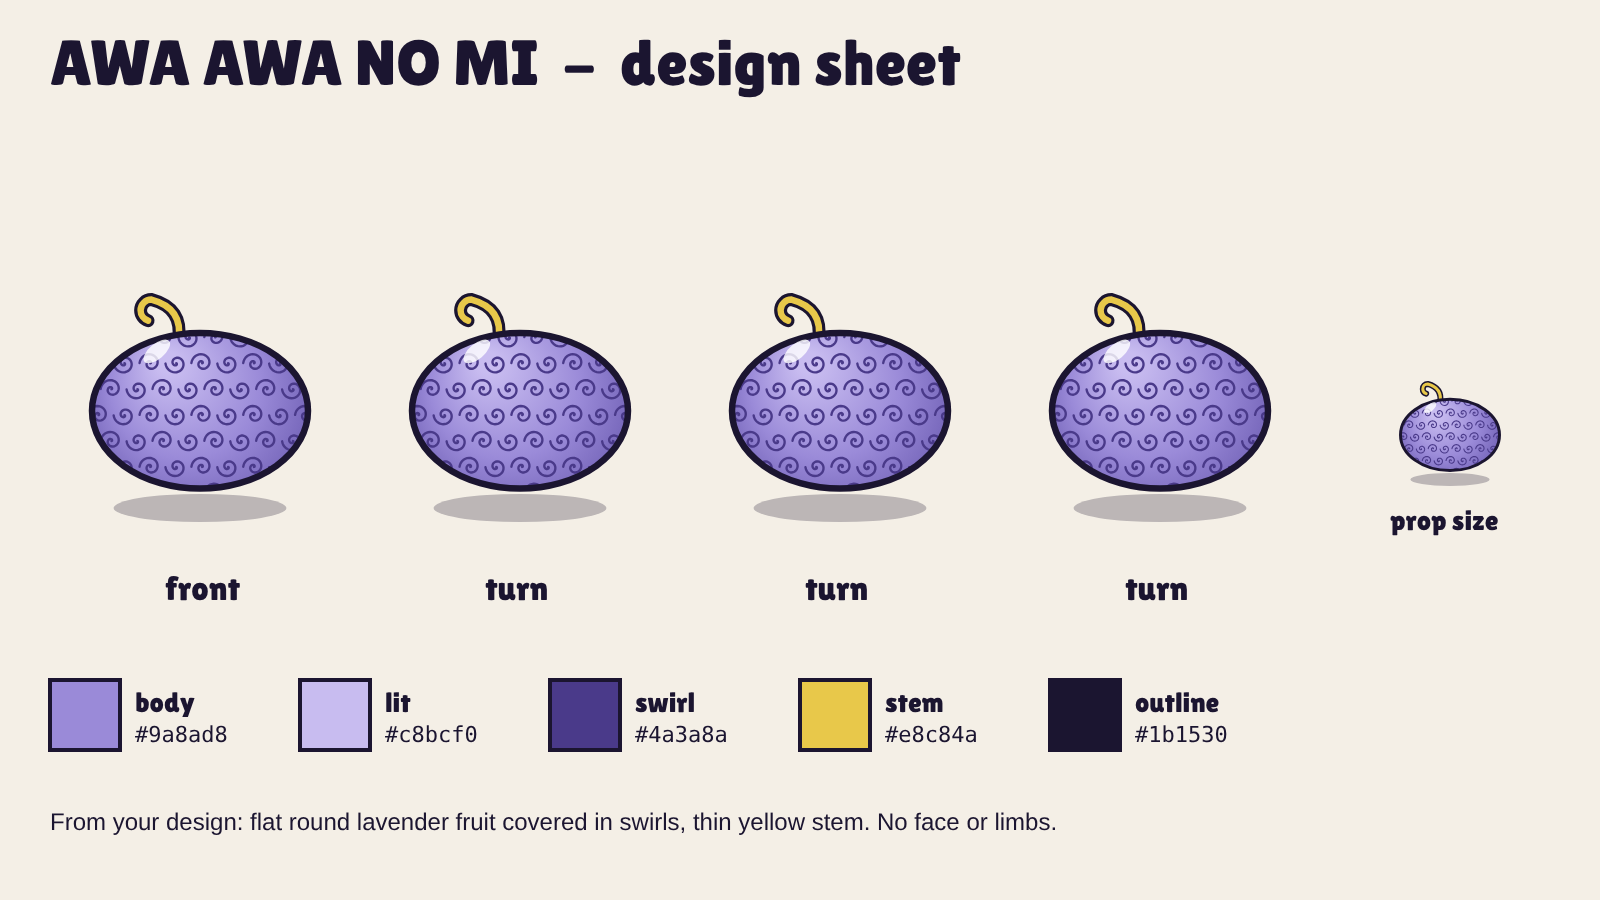 AWA AWA NO MI – design sheet
prop size
front
turn
turn
turn
body
#9a8ad8
lit
#c8bcf0
swirl
#4a3a8a
stem
#e8c84a
outline
#1b1530
From your design: flat round lavender fruit covered in swirls, thin yellow stem. No face or limbs.